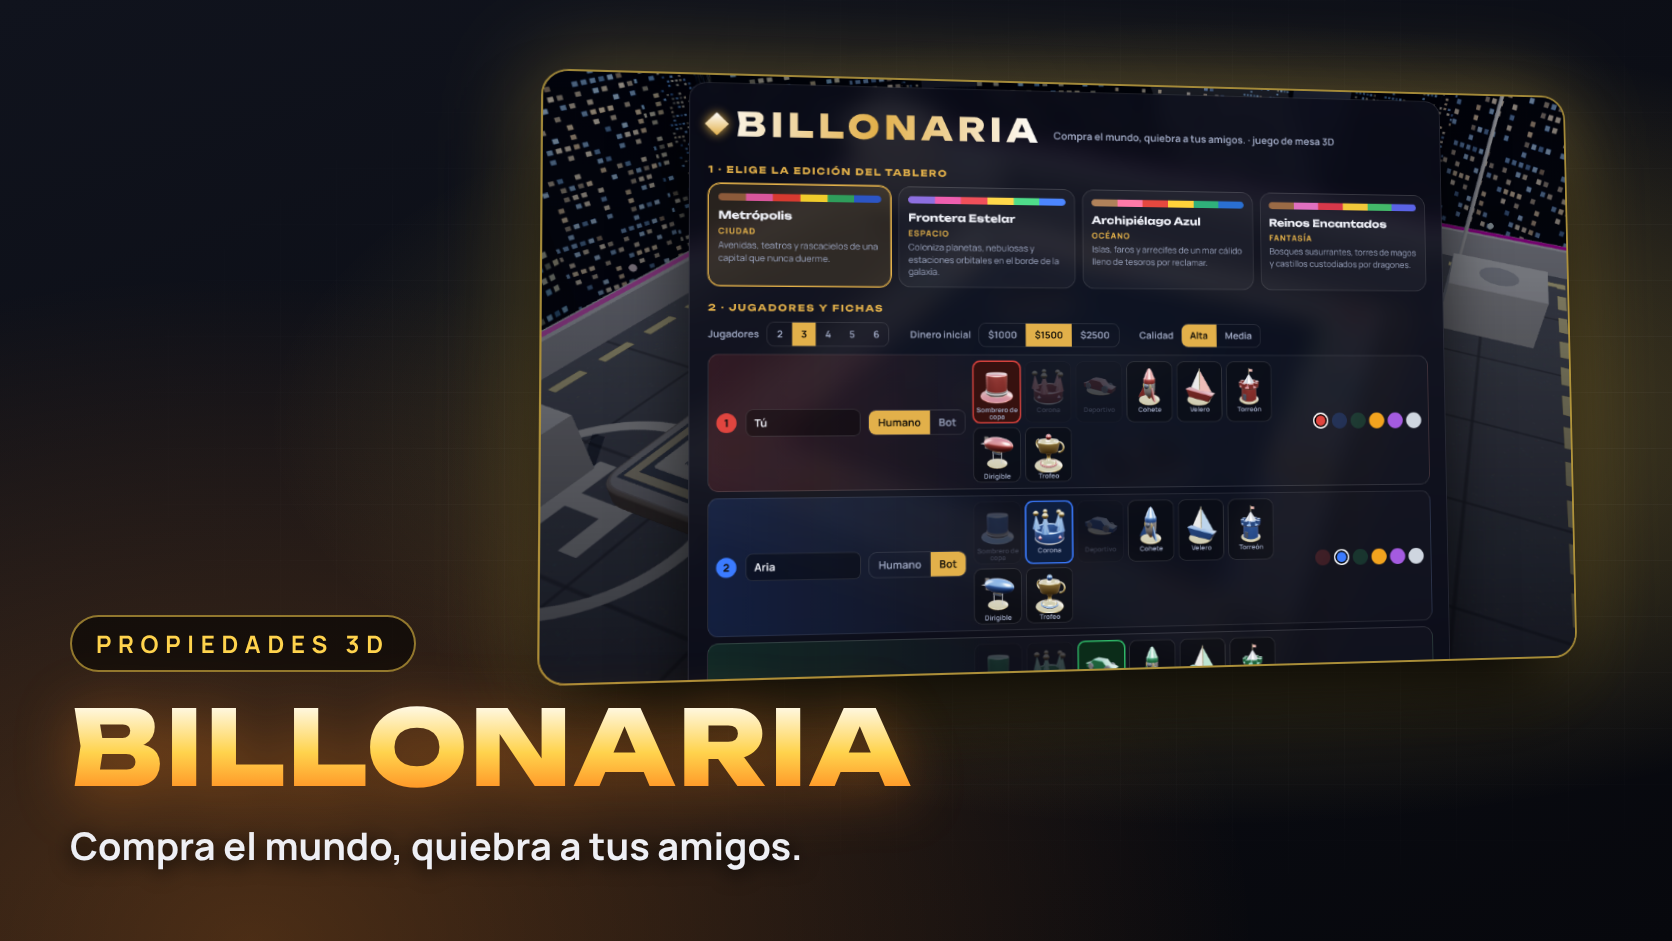 BILLONARIA
Compra el mundo, quiebra a tus amigos. · juego de mesa 3D
1 · ELIGE LA EDICIÓN DEL TABLERO
Metrópolis
CIUDAD
Avenidas, teatros y rascacielos de una
capital que nunca duerme.
Frontera Estelar
ESPACIO
Coloniza planetas, nebulosas y
estaciones orbitales en el borde de la
galaxia.
Archipiélago Azul
OCÉANO
Islas, faros y arrecifes de un mar cálido
lleno de tesoros por reclamar.
Reinos Encantados
FANTASÍA
Bosques susurrantes, torres de magos
y castillos custodiados por dragones.
2 · JUGADORES Y FICHAS
Jugadores 2 3 4 5 6 Dinero inicial $1000 $1500 $2500 Calidad Alta Media
1 Tú Humano Bot
Sombrero de
copa
Corona Deportivo Cohete Velero Torreón
Dirigible Trofeo
2 Aria Humano Bot
Sombrero de
copa
Corona Deportivo Cohete Velero Torreón
Dirigible Trofeo
PROPIEDADES 3D
BILLONARIA
Compra el mundo, quiebra a tus amigos.